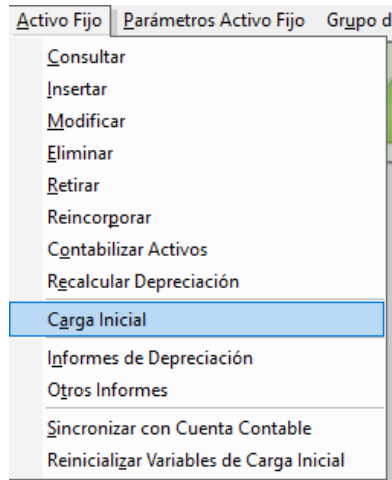 Activo Fijo Parámetros Activo Fijo Grupo d
Consultar
Insertar
Modificar
Eliminar
Retirar
Reincorporar
Contabilizar Activos
Recalcular Depreciación
Carga Inicial
Informes de Depreciación
Otros Informes
Sincronizar con Cuenta Contable
Reinicializar Variables de Carga Inicial